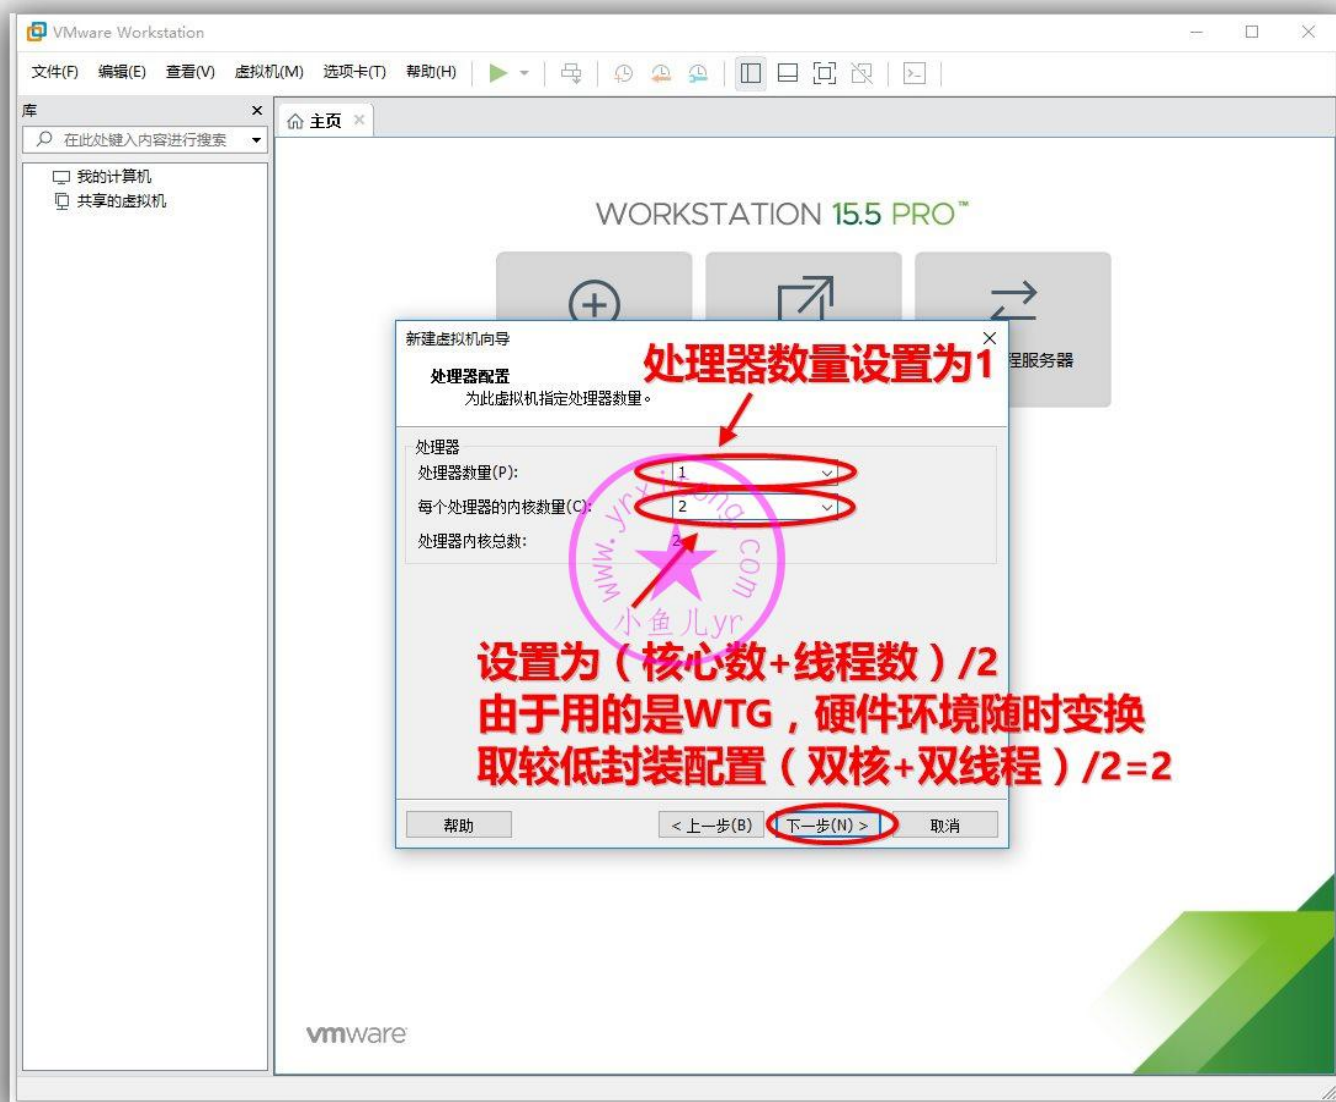 VMware Workstation
文件(F) 编辑(E) 查看(V) 虚拟机(M) 选项卡(T) 帮助(H)
库
主页
在此处键入内容进行搜索
我的计算机
共享的虚拟机
WORKSTATION 15.5 PRO™
程服务器
新建虚拟机向导
处理器数量设置为1
处理器配置
为此虚拟机指定处理器数量。
处理器
处理器数量(P): 1
每个处理器的内核数量(C): 2
处理器内核总数: 2
www.yrxitong.com
小鱼儿yr
设置为（核心数+线程数）/2
由于用的是WTG，硬件环境随时变换
取较低封装配置（双核+双线程）/2=2
帮助 < 上一步(B) 下一步(N) > 取消
vmware